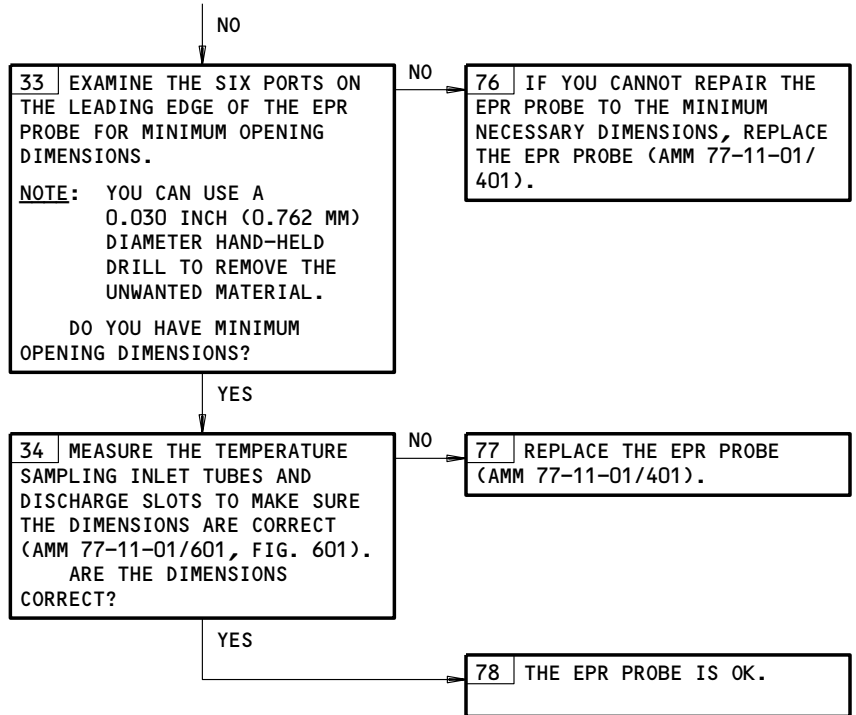 NO
33 EXAMINE THE SIX PORTS ON
THE LEADING EDGE OF THE EPR
PROBE FOR MINIMUM OPENING
DIMENSIONS.
NOTE: YOU CAN USE A
0.030 INCH (0.762 MM)
DIAMETER HAND-HELD
DRILL TO REMOVE THE
UNWANTED MATERIAL.
DO YOU HAVE MINIMUM
OPENING DIMENSIONS?
NO
76 IF YOU CANNOT REPAIR THE
EPR PROBE TO THE MINIMUM
NECESSARY DIMENSIONS, REPLACE
THE EPR PROBE (AMM 77-11-01/
401).
YES
34 MEASURE THE TEMPERATURE
SAMPLING INLET TUBES AND
DISCHARGE SLOTS TO MAKE SURE
THE DIMENSIONS ARE CORRECT
(AMM 77-11-01/601, FIG. 601).
ARE THE DIMENSIONS
CORRECT?
NO
77 REPLACE THE EPR PROBE
(AMM 77-11-01/401).
YES
78 THE EPR PROBE IS OK.